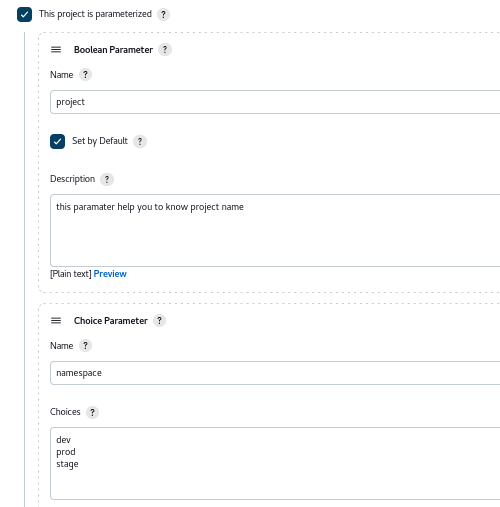 This project is parameterized ?
Boolean Parameter ?
Name ?
project
Set by Default ?
Description ?
this paramater help you to know project name
[Plain text] Preview
Choice Parameter ?
Name ?
namespace
Choices ?
dev
prod
stage